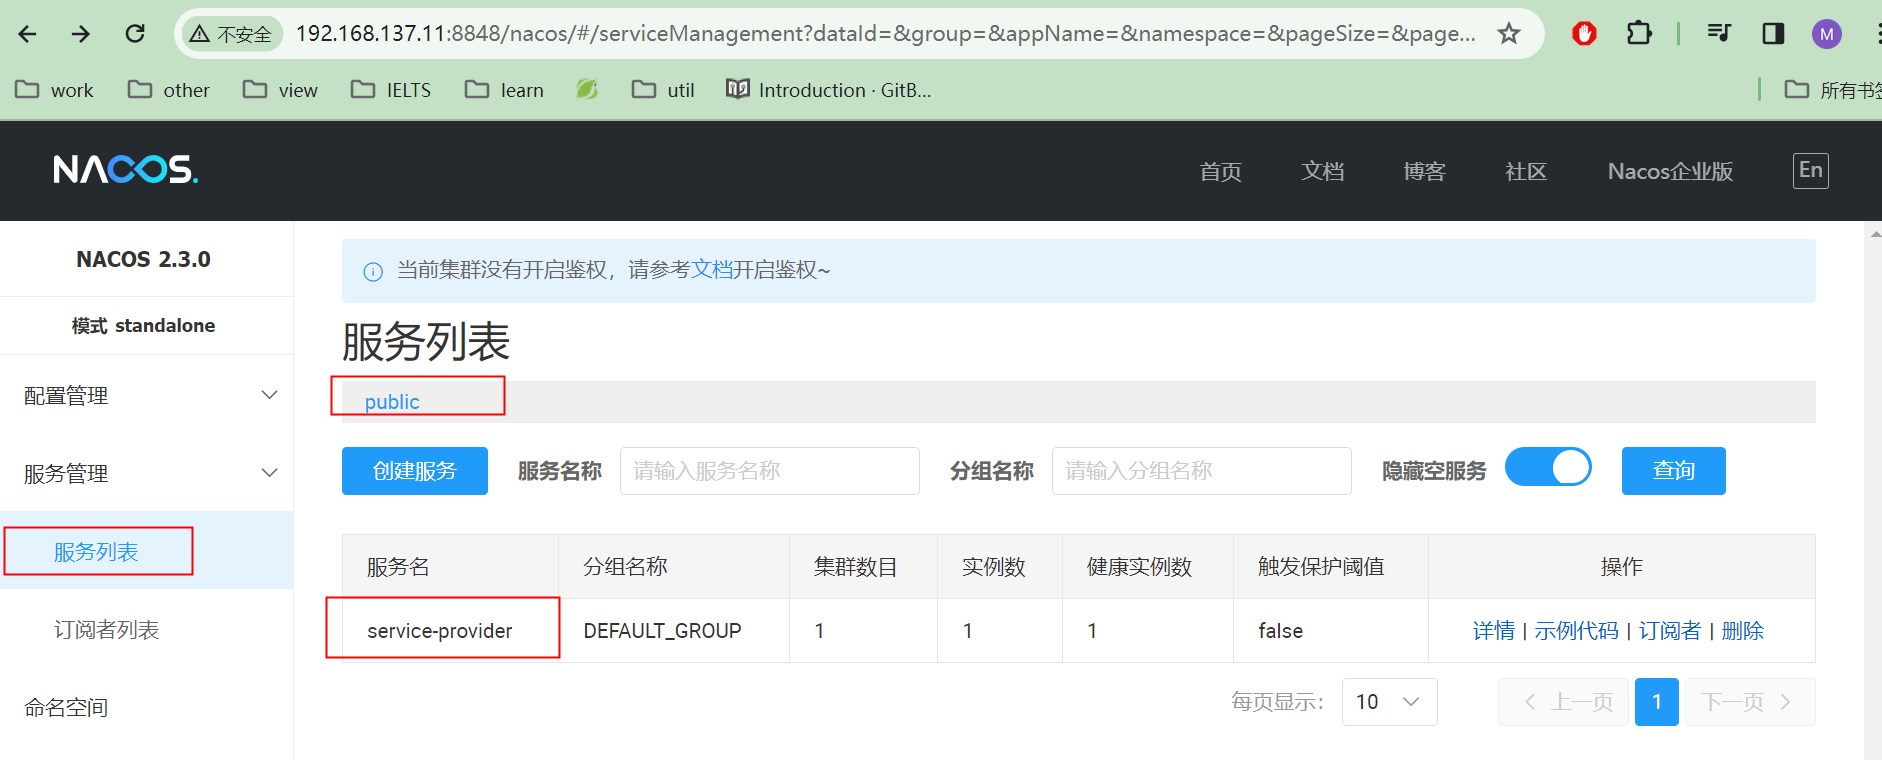 不安全 192.168.137.11:8848/nacos/#/serviceManagement?dataId=&group=&appName=&namespace=&pageSize=&page... M
work other view IELTS learn util Introduction · GitB... 所有书签
NACOS. 首页 文档 博客 社区 Nacos企业版 En
NACOS 2.3.0
模式 standalone
配置管理
服务管理
服务列表
订阅者列表
命名空间
当前集群没有开启鉴权，请参考文档开启鉴权~
服务列表
public
创建服务 服务名称 请输入服务名称 分组名称 请输入分组名称 隐藏空服务 查询
服务名 分组名称 集群数目 实例数 健康实例数 触发保护阈值 操作
service-provider DEFAULT_GROUP 1 1 1 false 详情 | 示例代码 | 订阅者 | 删除
每页显示： 10 上一页 1 下一页